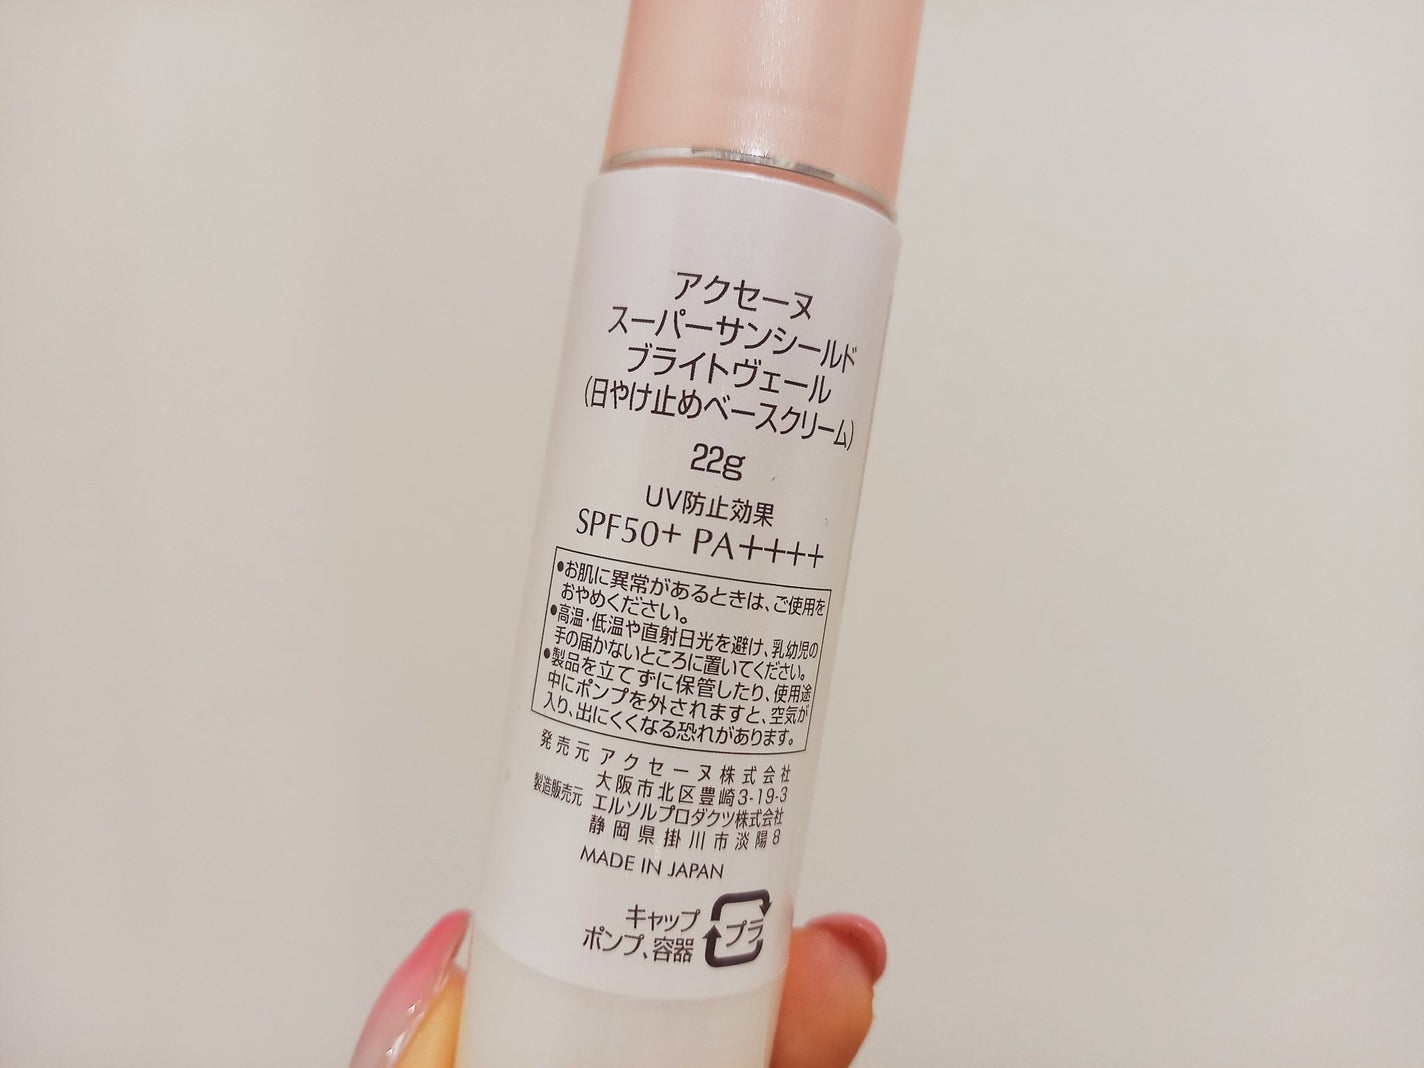 アクセーヌ
スーパーサンシールド
ブライトヴェール
(日やけ止めベースクリーム)
22g
UV防止効果
SPF50+ PA++++
●お肌に異常があるときは、ご使用を
おやめください。
●高温・低温や直射日光を避け、乳幼児の
手の届かないところに置いてください。
●製品を立てずに保管したり、使用途
中にポンプを外されますと、空気が
入り、出にくくなる恐れがあります。
発売元 アクセーヌ株式会社
大阪市北区豊崎3-19-3
製造販売元 エルソルプロダクツ株式会社
静岡県掛川市淡陽8
MADE IN JAPAN
キャップ
ポンプ、容器
プラ